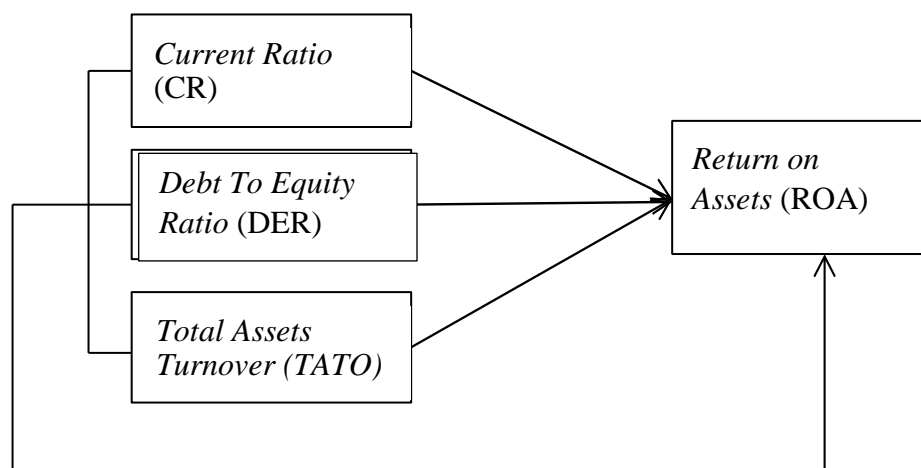 Current Ratio
(CR)
Debt To Equity
Ratio (DER)
Total Assets
Turnover (TATO)
Return on
Assets (ROA)